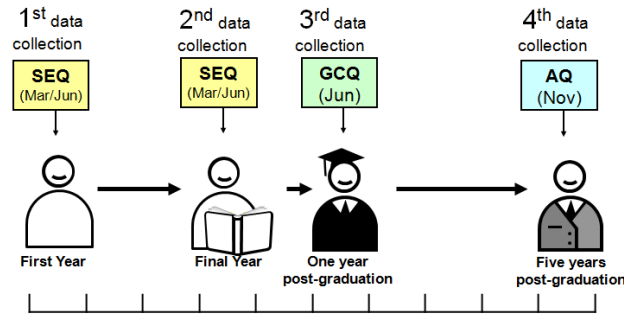 1st data
collection
2nd data
collection
3rd data
collection
4th data
collection
SEQ
(Mar/Jun)
SEQ
(Mar/Jun)
GCQ
(Jun)
AQ
(Nov)
First Year
Final Year
One year
post-graduation
Five years
post-graduation